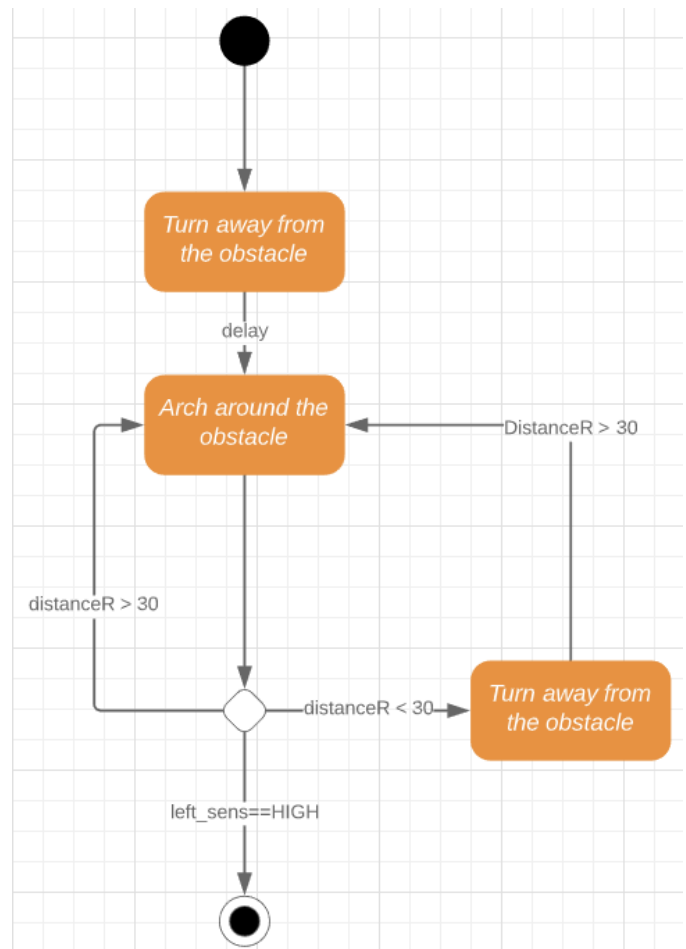 Turn away from
the obstacle
delay
Arch around the
obstacle
DistanceR > 30
distanceR > 30
distanceR < 30
Turn away from
the obstacle
left_sens==HIGH